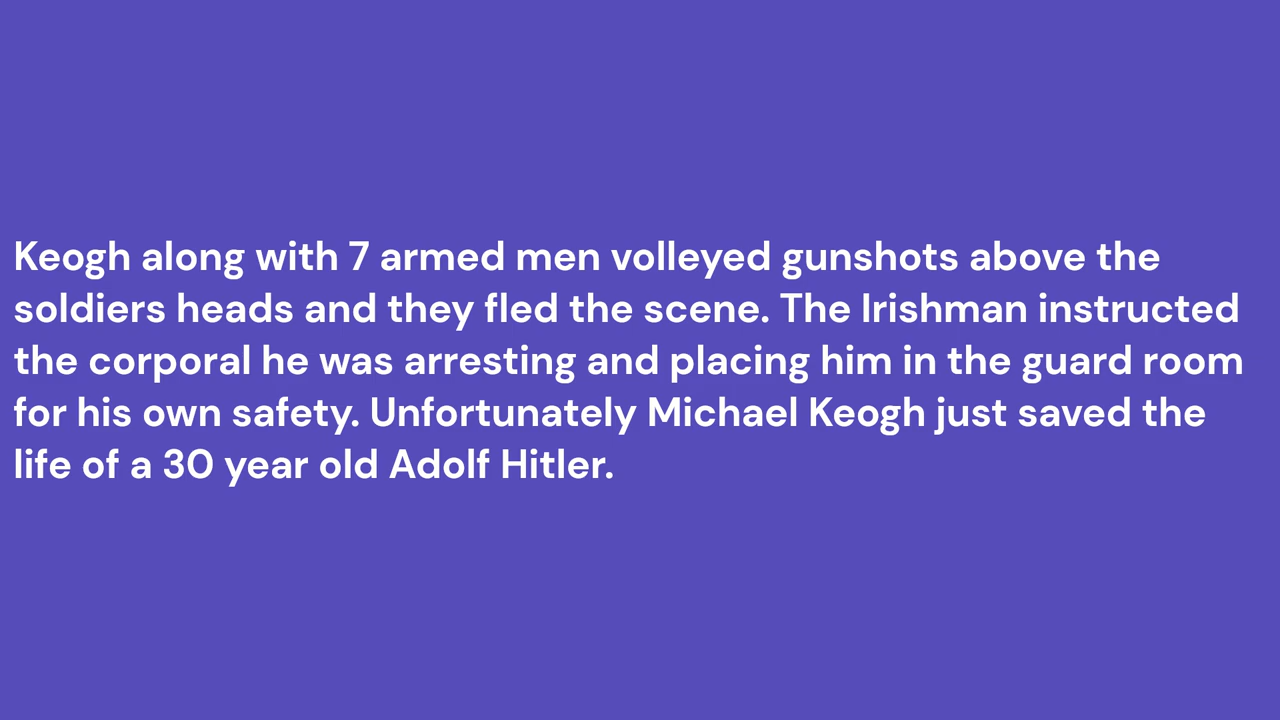 Keogh along with 7 armed men volleyed gunshots above the
soldiers heads and they fled the scene. The Irishman instructed
the corporal he was arresting and placing him in the guard room
for his own safety. Unfortunately Michael Keogh just saved the
life of a 30 year old Adolf Hitler.